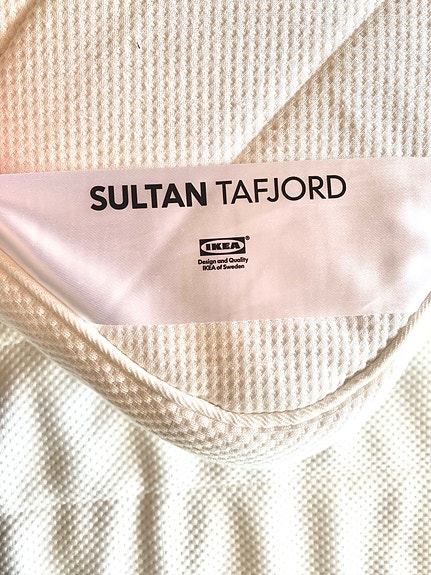 SULTAN TAFJORD
IKEA®
Design and Quality
IKEA of Sweden